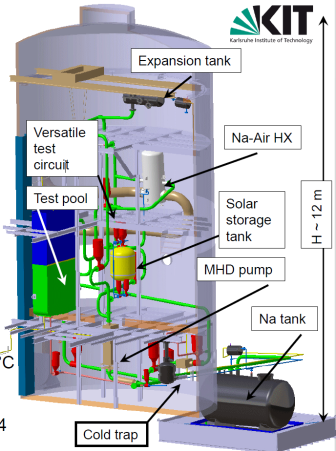 KIT
Karlsruhe Institute of Technology
Expansion tank
Versatile
test
circuit
Na-Air HX
Test pool
Solar
storage
tank
H ~ 12 m
MHD pump
Na tank
°C
4
Cold trap